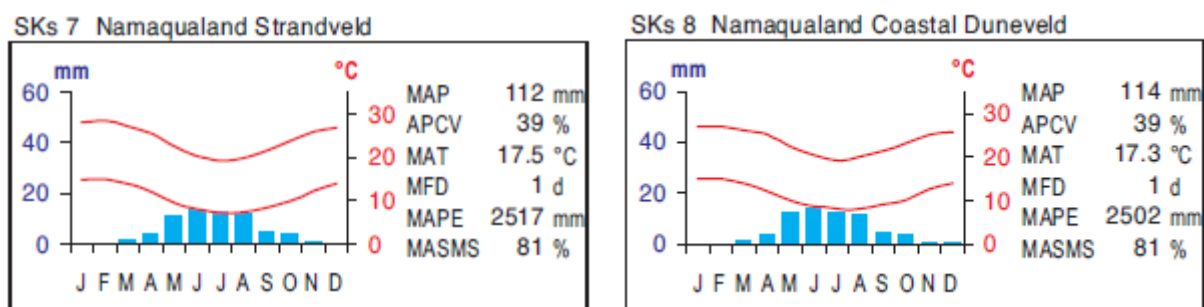 SKs 7 Namaqualand Strandveld
mm
°C
60
40
20
0
30
20
10
0
J F M A M J J A S O N D
MAP 112 mm
APCV 39 %
MAT 17.5 °C
MFD 1 d
MAPE 2517 mm
MASMS 81 %
SKs 8 Namaqualand Coastal Duneveld
mm
°C
60
40
20
0
30
20
10
0
J F M A M J J A S O N D
MAP 114 mm
APCV 39 %
MAT 17.3 °C
MFD 1 d
MAPE 2502 mm
MASMS 81 %